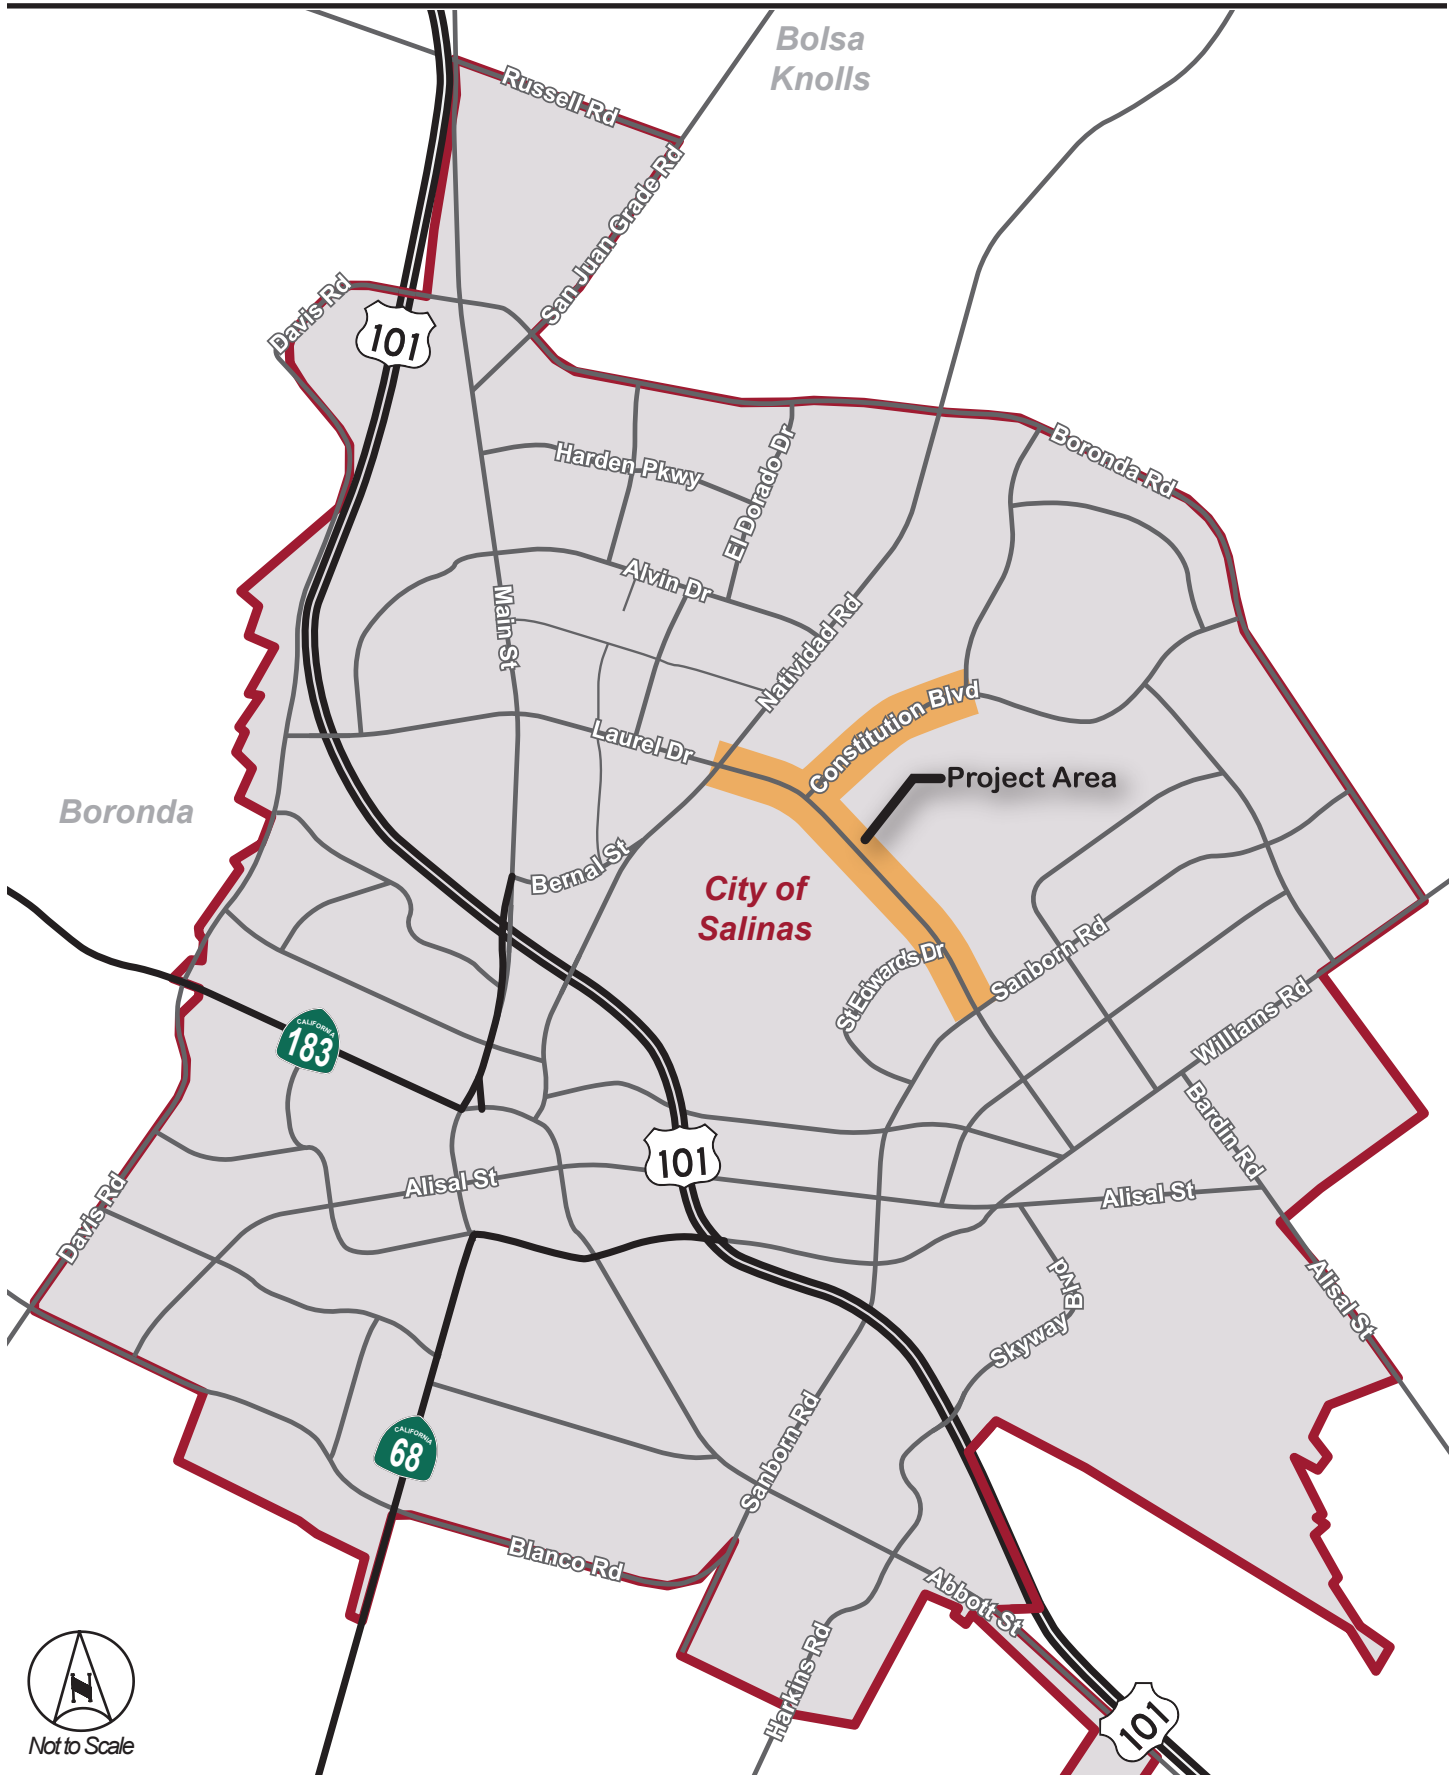 Bolsa
Knolls
Russell Rd
San Juan Grade Rd
Davis Rd
101
Boronda Rd
Harden Pkwy
El Dorado Dr
Alvin Dr
Main St
Natividad Rd
Constitution Blvd
Laurel Dr
Project Area
Boronda
Bernal St
City of
Salinas
St Edwards Dr
Sanborn Rd
Williams Rd
CALIFORNIA
183
Bardin Rd
101
Alisal St
Alisal St
Davis Rd
Skyway Blvd
Alisal St
Sanborn Rd
CALIFORNIA
68
Blanco Rd
Abbott St
Harkins Rd
N
101
Not to Scale